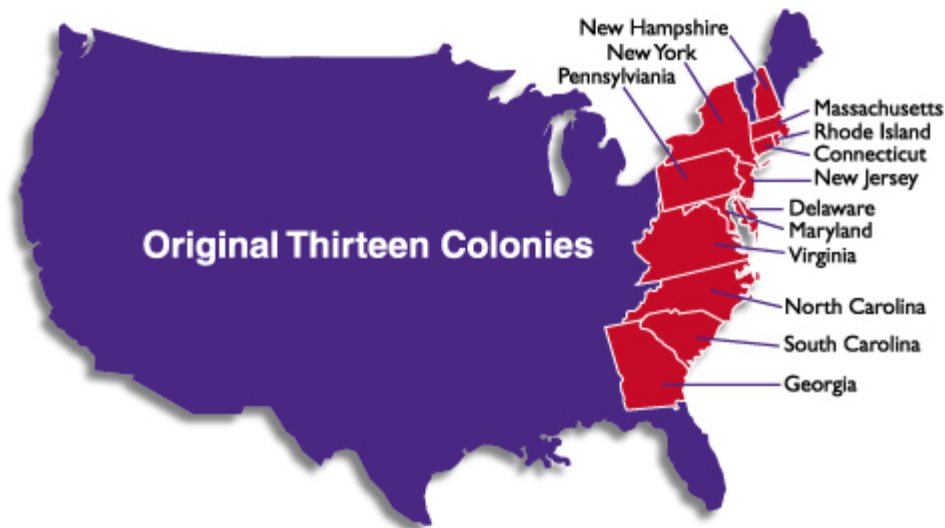 New Hampshire
New York
Pennsylviania
Massachusetts
Rhode Island
Connecticut
New Jersey
Delaware
Maryland
Original Thirteen Colonies
Virginia
North Carolina
South Carolina
Georgia